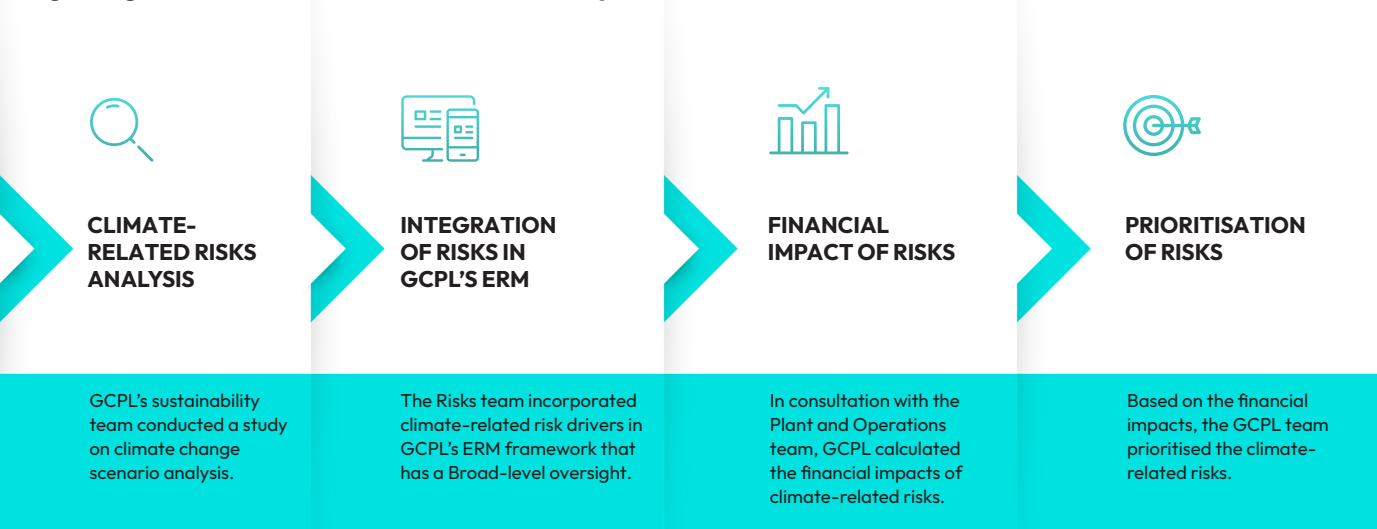 CLIMATE-
RELATED RISKS
ANALYSIS
GCPL's sustainability
team conducted a study
on climate change
scenario analysis.
INTEGRATION
OF RISKS IN
GCPL'S ERM
The Risks team incorporated
climate-related risk drivers in
GCPL's ERM framework that
has a Broad-level oversight.
FINANCIAL
IMPACT OF RISKS
In consultation with the
Plant and Operations
team, GCPL calculated
the financial impacts of
climate-related risks.
PRIORITISATION
OF RISKS
Based on the financial
impacts, the GCPL team
prioritised the climate-
related risks.